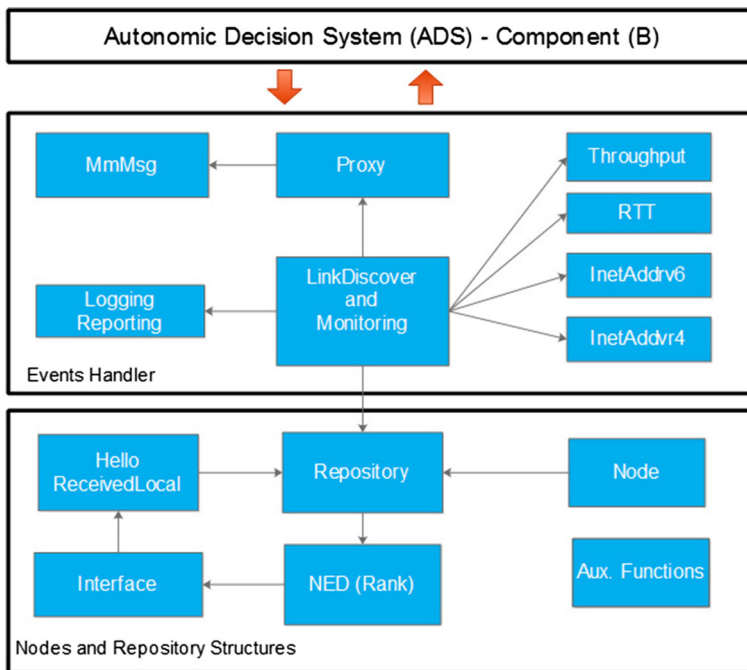 Autonomic Decision System (ADS) - Component (B)
MmMsg
Proxy
Throughput
RTT
LinkDiscover
and
Monitoring
InetAddrv6
Logging
Reporting
InetAddvr4
Events Handler
Hello
ReceivedLocal
Repository
Node
Interface
NED (Rank)
Aux. Functions
Nodes and Repository Structures